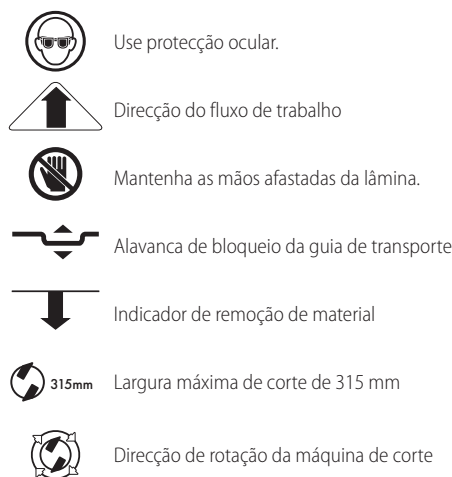 Use protecção ocular.
Direcção do fluxo de trabalho
Mantenha as mãos afastadas da lâmina.
Alavanca de bloqueio da guia de transporte
Indicador de remoção de material
315mm Largura máxima de corte de 315 mm
Direcção de rotação da máquina de corte